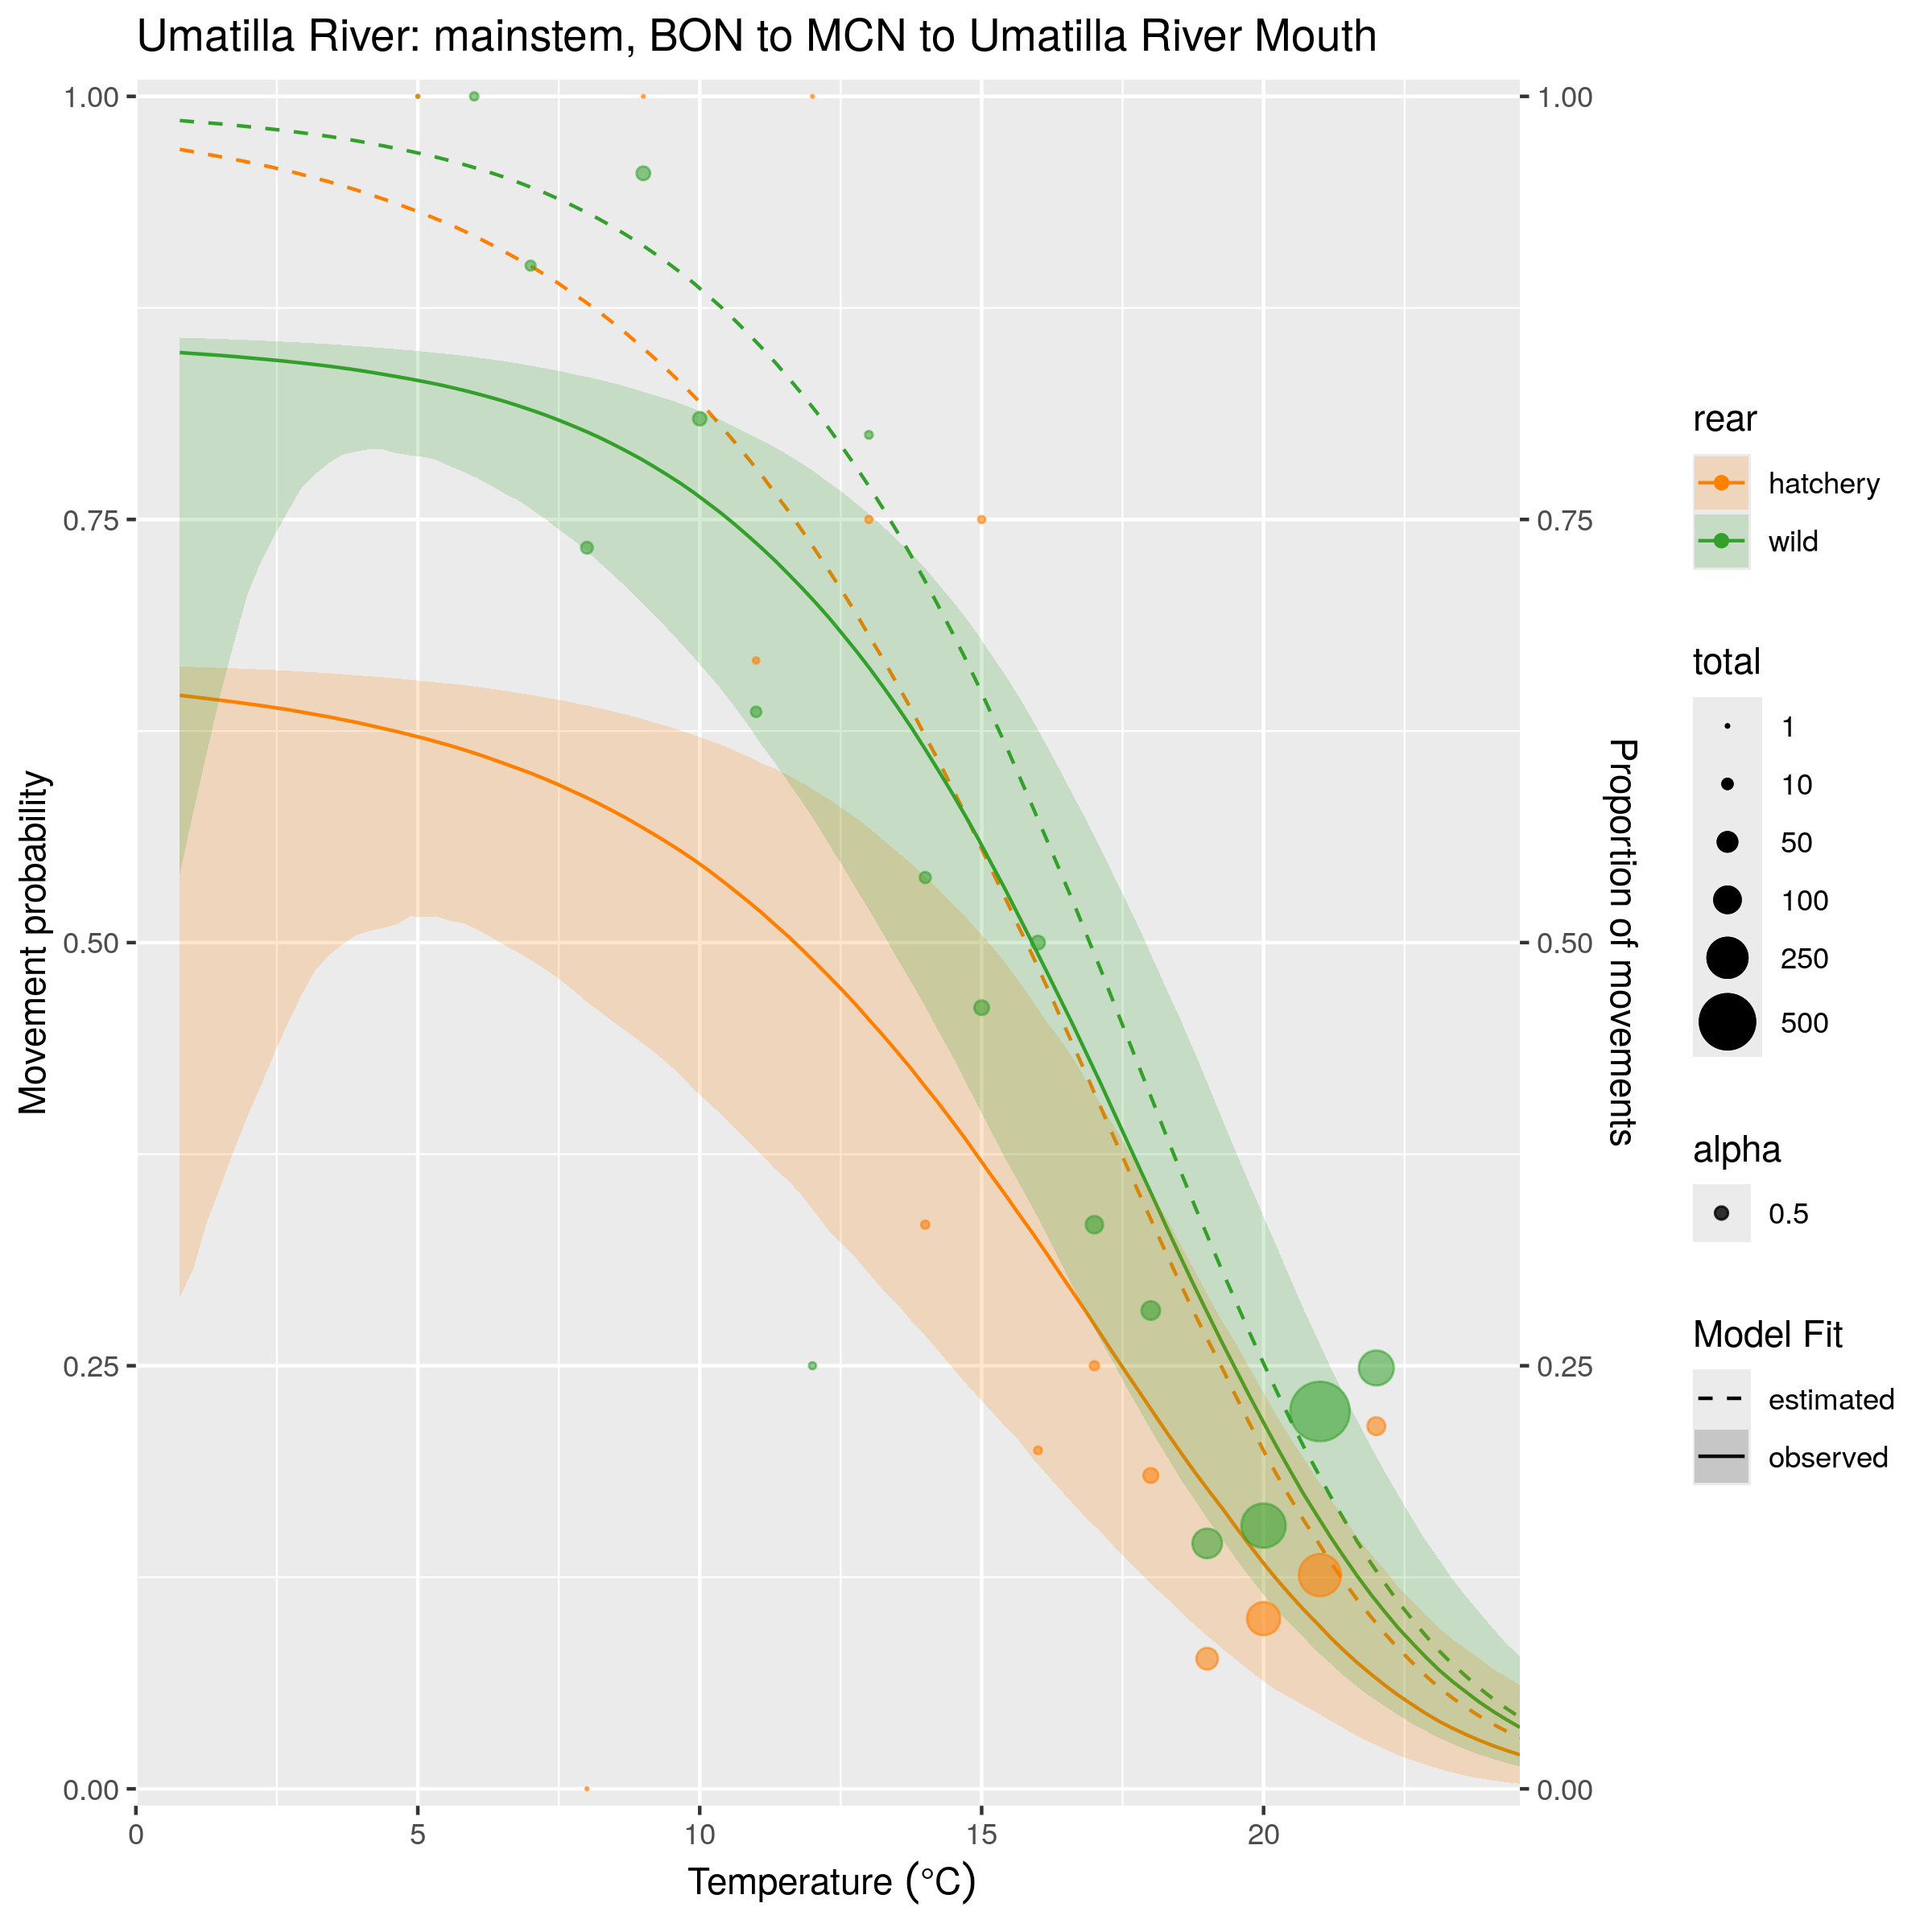 Umatilla River: mainstem, BON to MCN to Umatilla River Mouth
Movement probability
1.00
0.75
0.50
0.25
0.00
0
5
10
15
20
Temperature (°C)
1.00
0.75
0.50
0.25
0.00
Proportion of movements
rear
hatchery
wild
total
1
10
50
100
250
500
alpha
0.5
Model Fit
estimated
observed